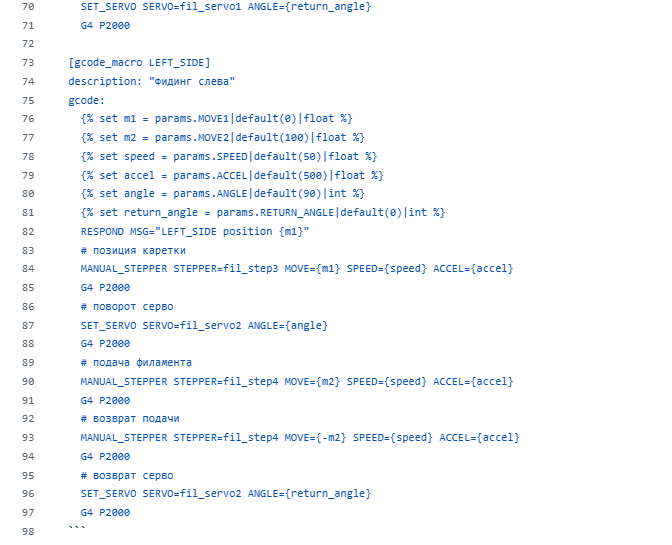 70 SET_SERVO SERVO=fil_servo1 ANGLE={return_angle}
71 G4 P2000
72
73 [gcode_macro LEFT_SIDE]
74 description: "Фидинг слева"
75 gcode:
76 {% set m1 = params.MOVE1|default(0)|float %}
77 {% set m2 = params.MOVE2|default(100)|float %}
78 {% set speed = params.SPEED|default(50)|float %}
79 {% set accel = params.ACCEL|default(500)|float %}
80 {% set angle = params.ANGLE|default(90)|int %}
81 {% set return_angle = params.RETURN_ANGLE|default(0)|int %}
82 RESPOND MSG="LEFT_SIDE position {m1}"
83 # позиция каретки
84 MANUAL_STEPPER STEPPER=fil_step3 MOVE={m1} SPEED={speed} ACCEL={accel}
85 G4 P2000
86 # поворот серво
87 SET_SERVO SERVO=fil_servo2 ANGLE={angle}
88 G4 P2000
89 # подача филамента
90 MANUAL_STEPPER STEPPER=fil_step4 MOVE={m2} SPEED={speed} ACCEL={accel}
91 G4 P2000
92 # возврат подачи
93 MANUAL_STEPPER STEPPER=fil_step4 MOVE={-m2} SPEED={speed} ACCEL={accel}
94 G4 P2000
95 # возврат серво
96 SET_SERVO SERVO=fil_servo2 ANGLE={return_angle}
97 G4 P2000
98 ```